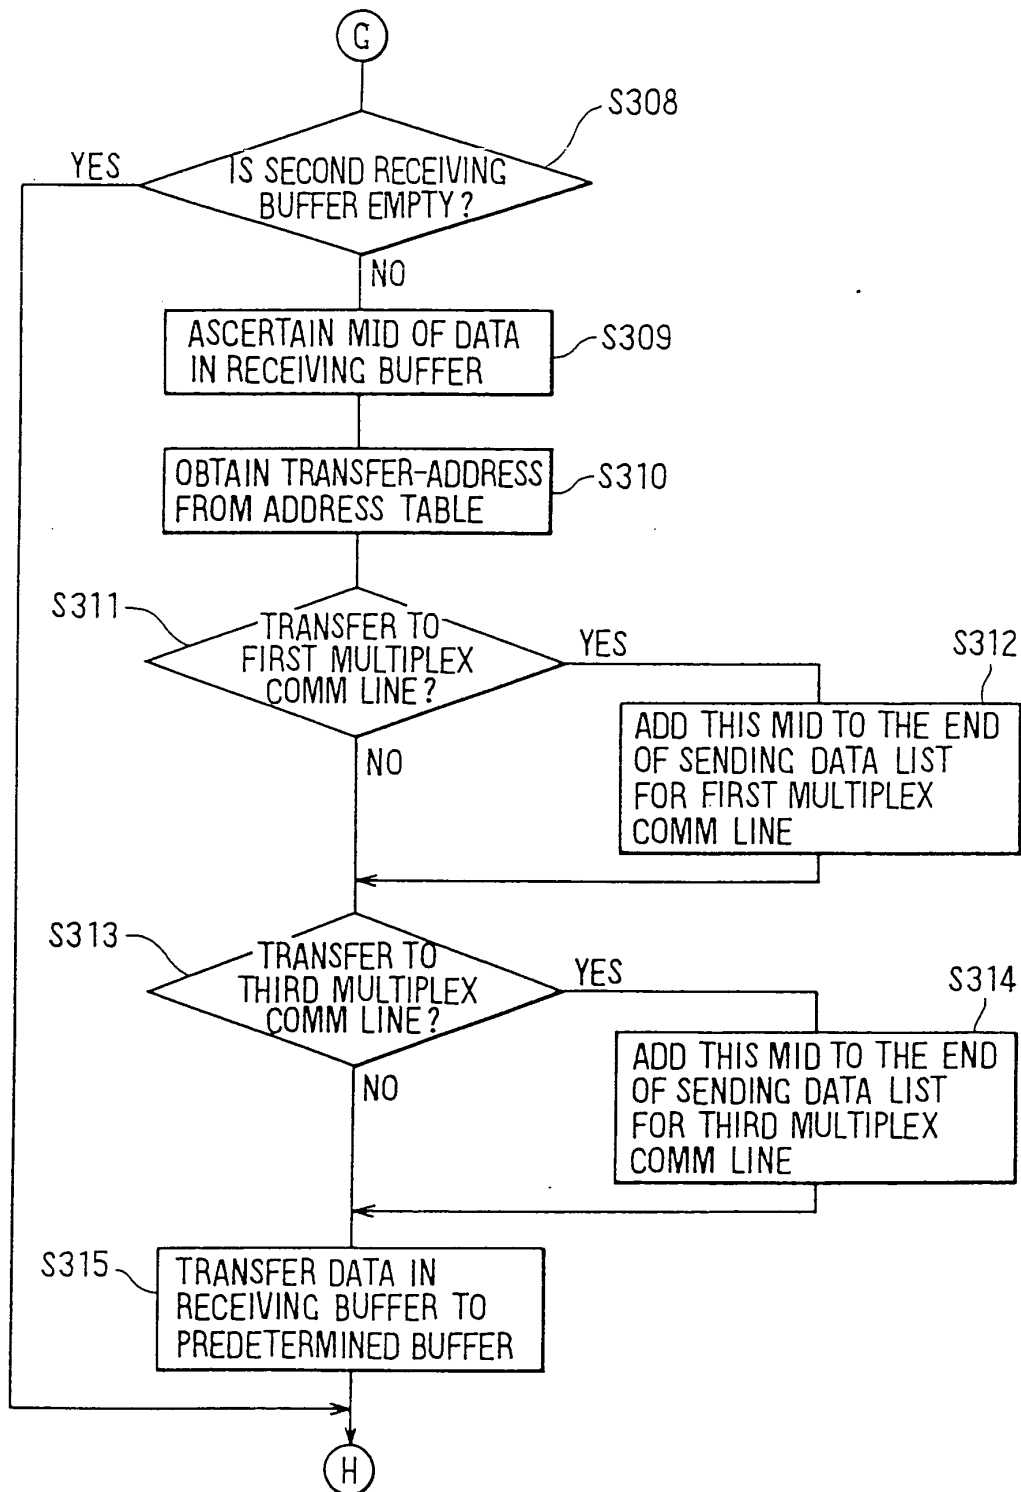 G
S308
YES
IS SECOND RECEIVING
BUFFER EMPTY?
NO
ASCERTAIN MID OF DATA
IN RECEIVING BUFFER
S309
OBTAIN TRANSFER-ADDRESS
FROM ADDRESS TABLE
S310
S311
TRANSFER TO
FIRST MULTIPLEX
COMM LINE?
YES
S312
ADD THIS MID TO THE END
OF SENDING DATA LIST
FOR FIRST MULTIPLEX
COMM LINE
NO
S313
TRANSFER TO
THIRD MULTIPLEX
COMM LINE?
YES
S314
ADD THIS MID TO THE END
OF SENDING DATA LIST
FOR THIRD MULTIPLEX
COMM LINE
NO
S315
TRANSFER DATA IN
RECEIVING BUFFER TO
PREDETERMINED BUFFER
H